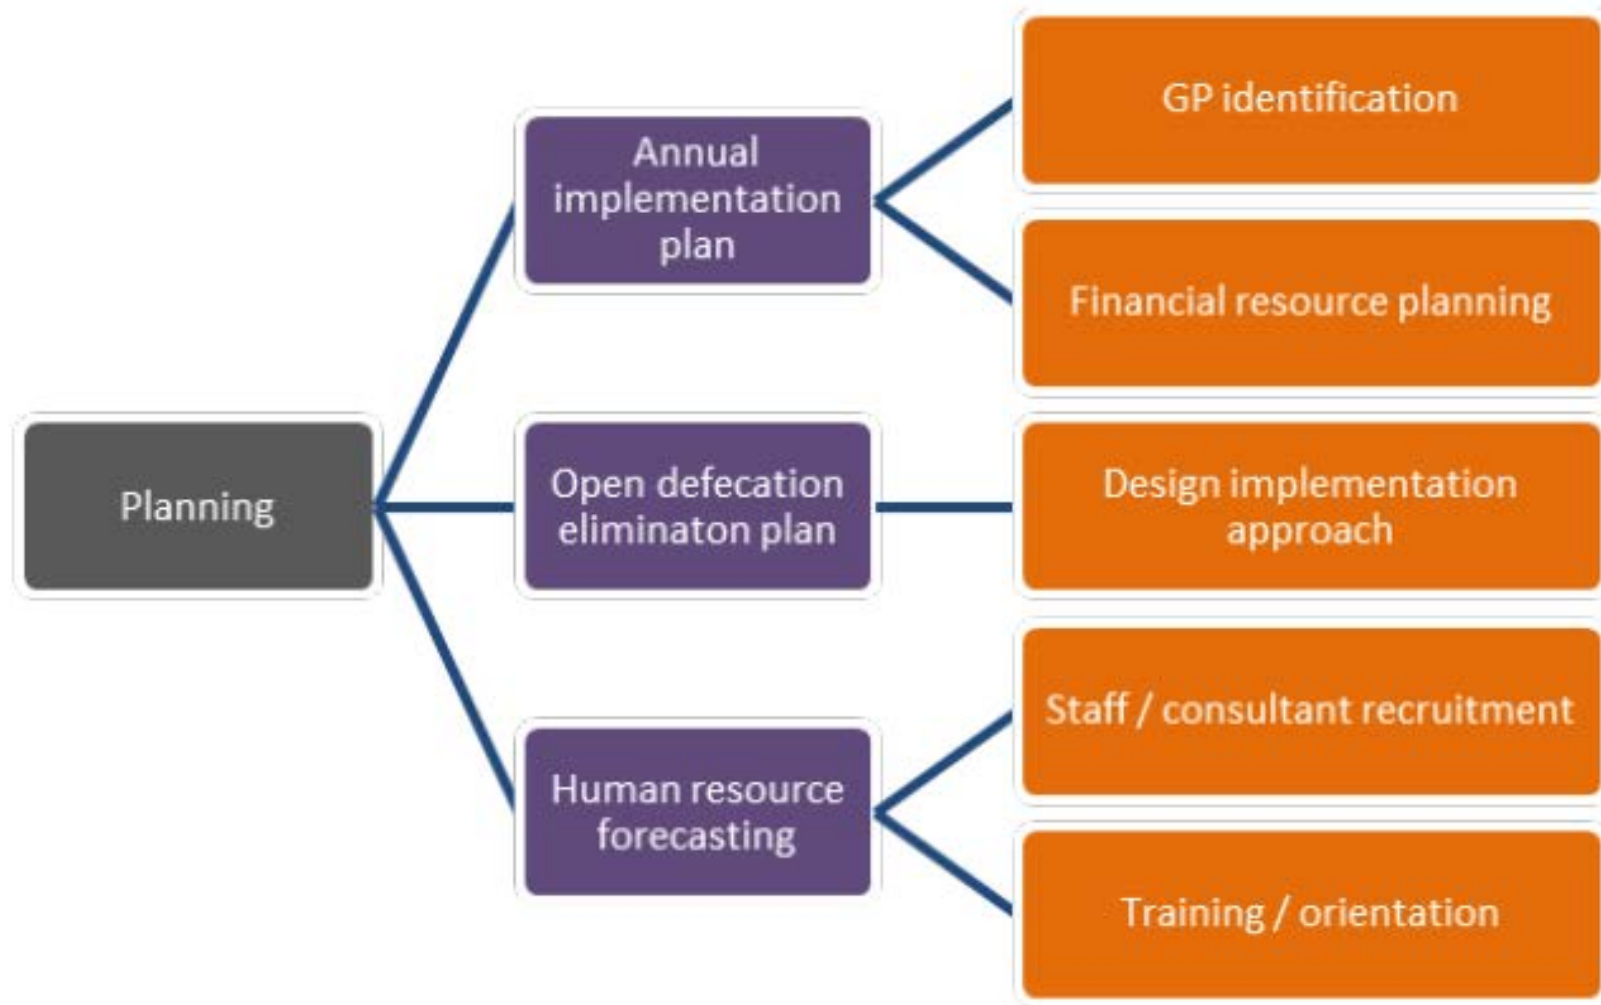 Planning
Annual
implementation
plan
Open defecation
eliminaton plan
Human resource
forecasting
GP identification
Financial resource planning
Design implementation
approach
Staff / consultant recruitment
Training / orientation